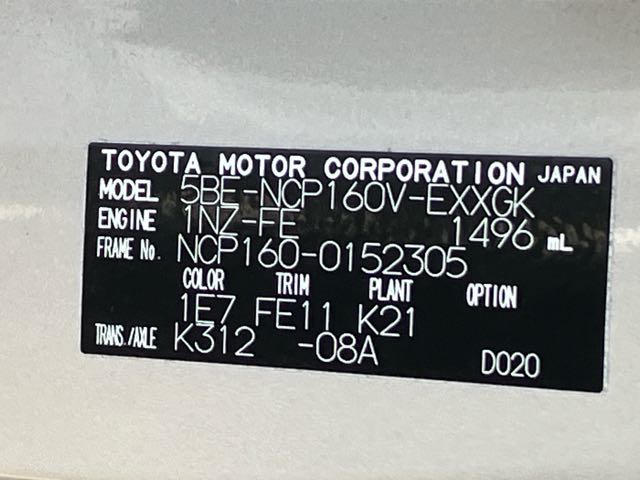 TOYOTA MOTOR CORPORATION JAPAN
MODEL 5BE-NCP160V-EXXGK
ENGINE 1NZ-FE 1496 mL
FRAME No. NCP160-0152305
COLOR TRIM PLANT OPTION
1E7 FE11 K21
TRANS./AXLE K312 -08A D020